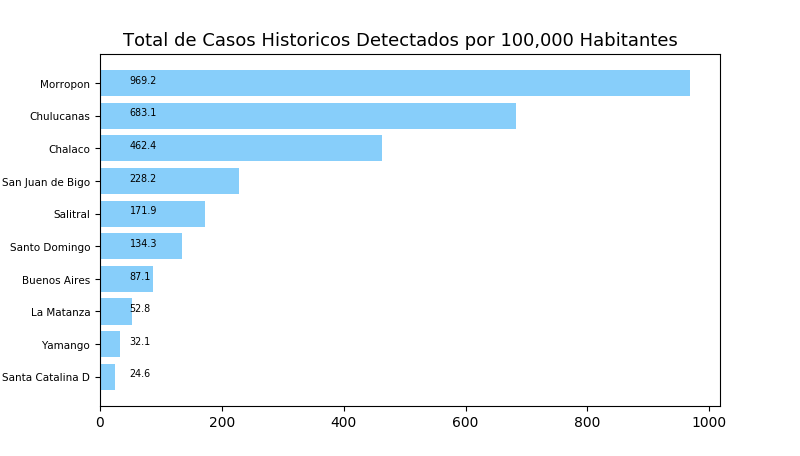 Total de Casos Historicos Detectados por 100,000 Habitantes
Morropon 969.2
Chulucanas 683.1
Chalaco 462.4
San Juan de Bigo 228.2
Salitral 171.9
Santo Domingo 134.3
Buenos Aires 87.1
La Matanza 52.8
Yamango 32.1
Santa Catalina D 24.6
0 200 400 600 800 1000